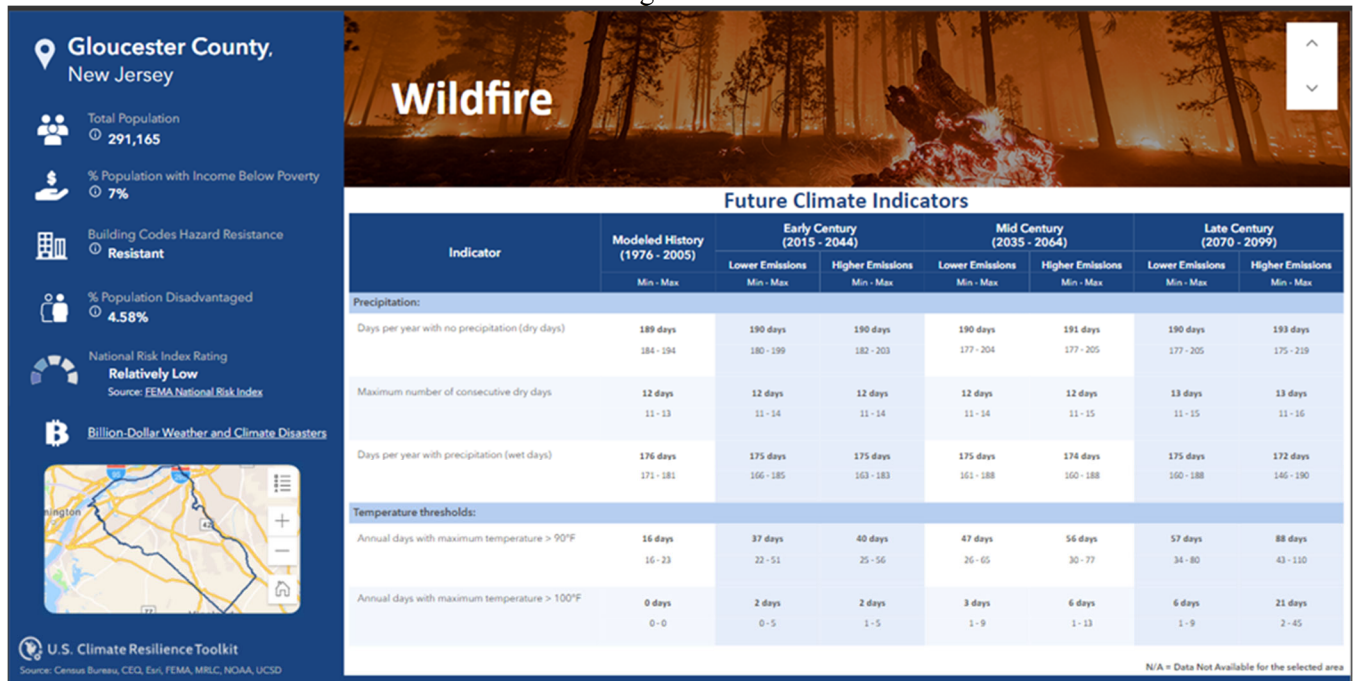 Gloucester County,
New Jersey
Total Population
291,165
% Population with Income Below Poverty
7%
Building Codes Hazard Resistance
Resistant
% Population Disadvantaged
4.58%
National Risk Index Rating
Relatively Low
Source: FEMA National Risk Index
Billion-Dollar Weather and Climate Disasters
42
77
U.S. Climate Resilience Toolkit
Source: Census Bureau, CEQ, Esri, FEMA, MRLC, NOAA, UCSD
Wildfire
Future Climate Indicators
Indicator
Modeled History
(1976 - 2005)
Early Century
(2015 - 2044)
Mid Century
(2035 - 2064)
Late Century
(2070 - 2099)
Lower Emissions Higher Emissions Lower Emissions Higher Emissions Lower Emissions Higher Emissions
Min - Max Min - Max Min - Max Min - Max Min - Max Min - Max Min - Max
Precipitation:
Days per year with no precipitation (dry days) 189 days 190 days 190 days 190 days 191 days 190 days 193 days
184 - 194 180 - 199 182 - 203 177 - 204 177 - 205 177 - 205 175 - 219
Maximum number of consecutive dry days 12 days 12 days 12 days 12 days 12 days 13 days 13 days
11 - 13 11 - 14 11 - 14 11 - 14 11 - 15 11 - 15 11 - 16
Days per year with precipitation (wet days) 176 days 175 days 175 days 175 days 174 days 175 days 172 days
171 - 181 166 - 185 163 - 183 161 - 188 160 - 188 160 - 188 146 - 190
Temperature thresholds:
Annual days with maximum temperature > 90°F 16 days 37 days 40 days 47 days 56 days 57 days 88 days
16 - 23 22 - 51 25 - 56 26 - 65 30 - 77 34 - 80 43 - 110
Annual days with maximum temperature > 100°F 0 days 2 days 2 days 3 days 6 days 6 days 21 days
0 - 0 0 - 5 1 - 5 1 - 9 1 - 13 1 - 9 2 - 45
N/A = Data Not Available for the selected area